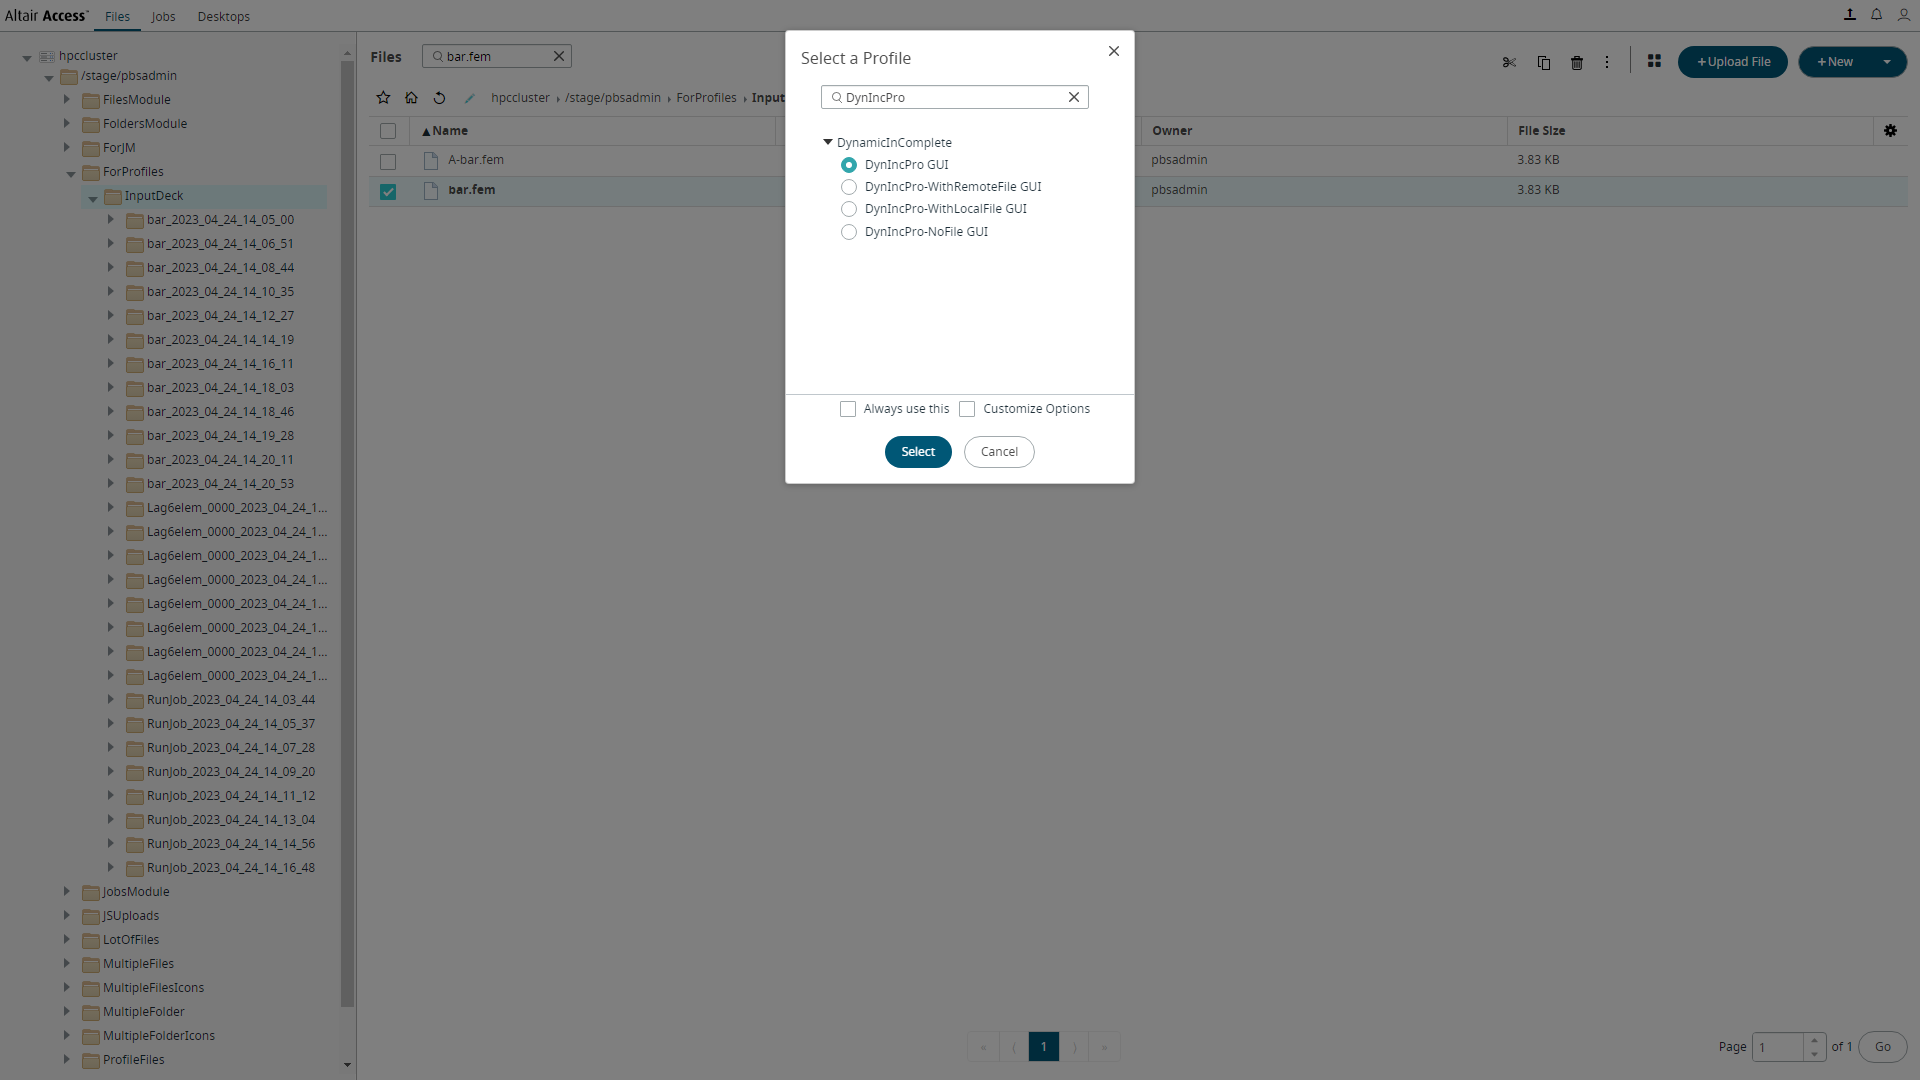 Altair Access™ Files Jobs Desktops
hpccluster
/stage/pbsadmin
FilesModule
FoldersModule
ForJM
ForProfiles
InputDeck
bar_2023_04_24_14_05_00
bar_2023_04_24_14_06_51
bar_2023_04_24_14_08_44
bar_2023_04_24_14_10_35
bar_2023_04_24_14_12_27
bar_2023_04_24_14_14_19
bar_2023_04_24_14_16_11
bar_2023_04_24_14_18_03
bar_2023_04_24_14_18_46
bar_2023_04_24_14_19_28
bar_2023_04_24_14_20_11
bar_2023_04_24_14_20_53
Lag6elem_0000_2023_04_24_1...
Lag6elem_0000_2023_04_24_1...
Lag6elem_0000_2023_04_24_1...
Lag6elem_0000_2023_04_24_1...
Lag6elem_0000_2023_04_24_1...
Lag6elem_0000_2023_04_24_1...
Lag6elem_0000_2023_04_24_1...
Lag6elem_0000_2023_04_24_1...
RunJob_2023_04_24_14_03_44
RunJob_2023_04_24_14_05_37
RunJob_2023_04_24_14_07_28
RunJob_2023_04_24_14_09_20
RunJob_2023_04_24_14_11_12
RunJob_2023_04_24_14_13_04
RunJob_2023_04_24_14_14_56
RunJob_2023_04_24_14_16_48
JobsModule
JSUploads
LotOfFiles
MultipleFiles
MultipleFilesIcons
MultipleFolder
MultipleFolderIcons
ProfileFiles
Files bar.fem
+Upload File +New
hpccluster › /stage/pbsadmin › ForProfiles › Input
Name Owner File Size
A-bar.fem pbsadmin 3.83 KB
bar.fem pbsadmin 3.83 KB
Select a Profile
DynIncPro
DynamicInComplete
DynIncPro GUI
DynIncPro-WithRemoteFile GUI
DynIncPro-WithLocalFile GUI
DynIncPro-NoFile GUI
Always use this Customize Options
Select Cancel
« ⟨ 1 ⟩ »
Page 1 of 1 Go